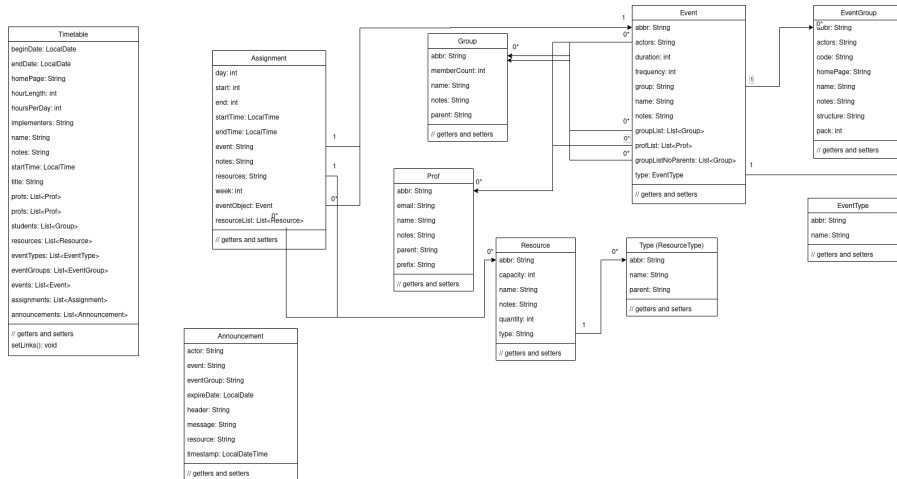 Timetable
beginDate: LocalDate
endDate: LocalDate
homePage: String
hourLength: int
hoursPerDay: int
implementers: String
name: String
notes: String
startTime: LocalTime
title: String
profs: List<Prof>
profs: List<Prof>
students: List<Group>
resources: List<Resource>
eventTypes: List<EventType>
eventGroups: List<EventGroup>
events: List<Event>
assignments: List<Assignment>
announcements: List<Announcement>
// getters and setters
setLinks(): void
Assignment
day: int
start: int
end: int
startTime: LocalTime
endTime: LocalTime
event: String
notes: String
resources: String
week: int
eventObject: Event
resourceList: List<Resource>
// getters and setters
1
1
0*
0*
Announcement
actor: String
event: String
eventGroup: String
expireDate: LocalDate
header: String
message: String
resource: String
timestamp: LocalDateTime
// getters and setters
Group
abbr: String
memberCount: int
name: String
notes: String
parent: String
// getters and setters
0*
Prof
abbr: String
email: String
name: String
notes: String
parent: String
prefix: String
// getters and setters
0*
Resource
abbr: String
capacity: int
name: String
notes: String
quantity: int
type: String
// getters and setters
0*
1
Type (ResourceType)
abbr: String
name: String
parent: String
// getters and setters
0*
Event
abbr: String
actors: String
duration: int
frequency: int
group: String
name: String
notes: String
groupList: List<Group>
profList: List<Prof>
groupListNoParents: List<Group>
type: EventType
// getters and setters
1
0*
0*
0*
0*
1
1
EventGroup
0*
abbr: String
actors: String
code: String
homePage: String
name: String
notes: String
structure: String
pack: int
// getters and setters
EventType
abbr: String
name: String
// getters and setters